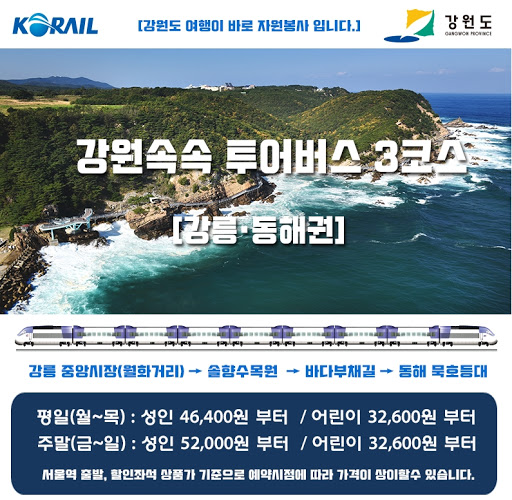 KORAIL
[강원도 여행이 바로 자원봉사 입니다.]
강원도
GANGWON PROVINCE
강원속속 투어버스 3코스
[강릉·동해권]
강릉 중앙시장(월화거리) → 솔향수목원 → 바다부채길 → 동해 묵호등대
평일(월~목) : 성인 46,400원 부터 / 어린이 32,600원 부터
주말(금~일) : 성인 52,000원 부터 / 어린이 32,600원 부터
서울역 출발, 할인좌석 상품가 기준으로 예약시점에 따라 가격이 상이할수 있습니다.